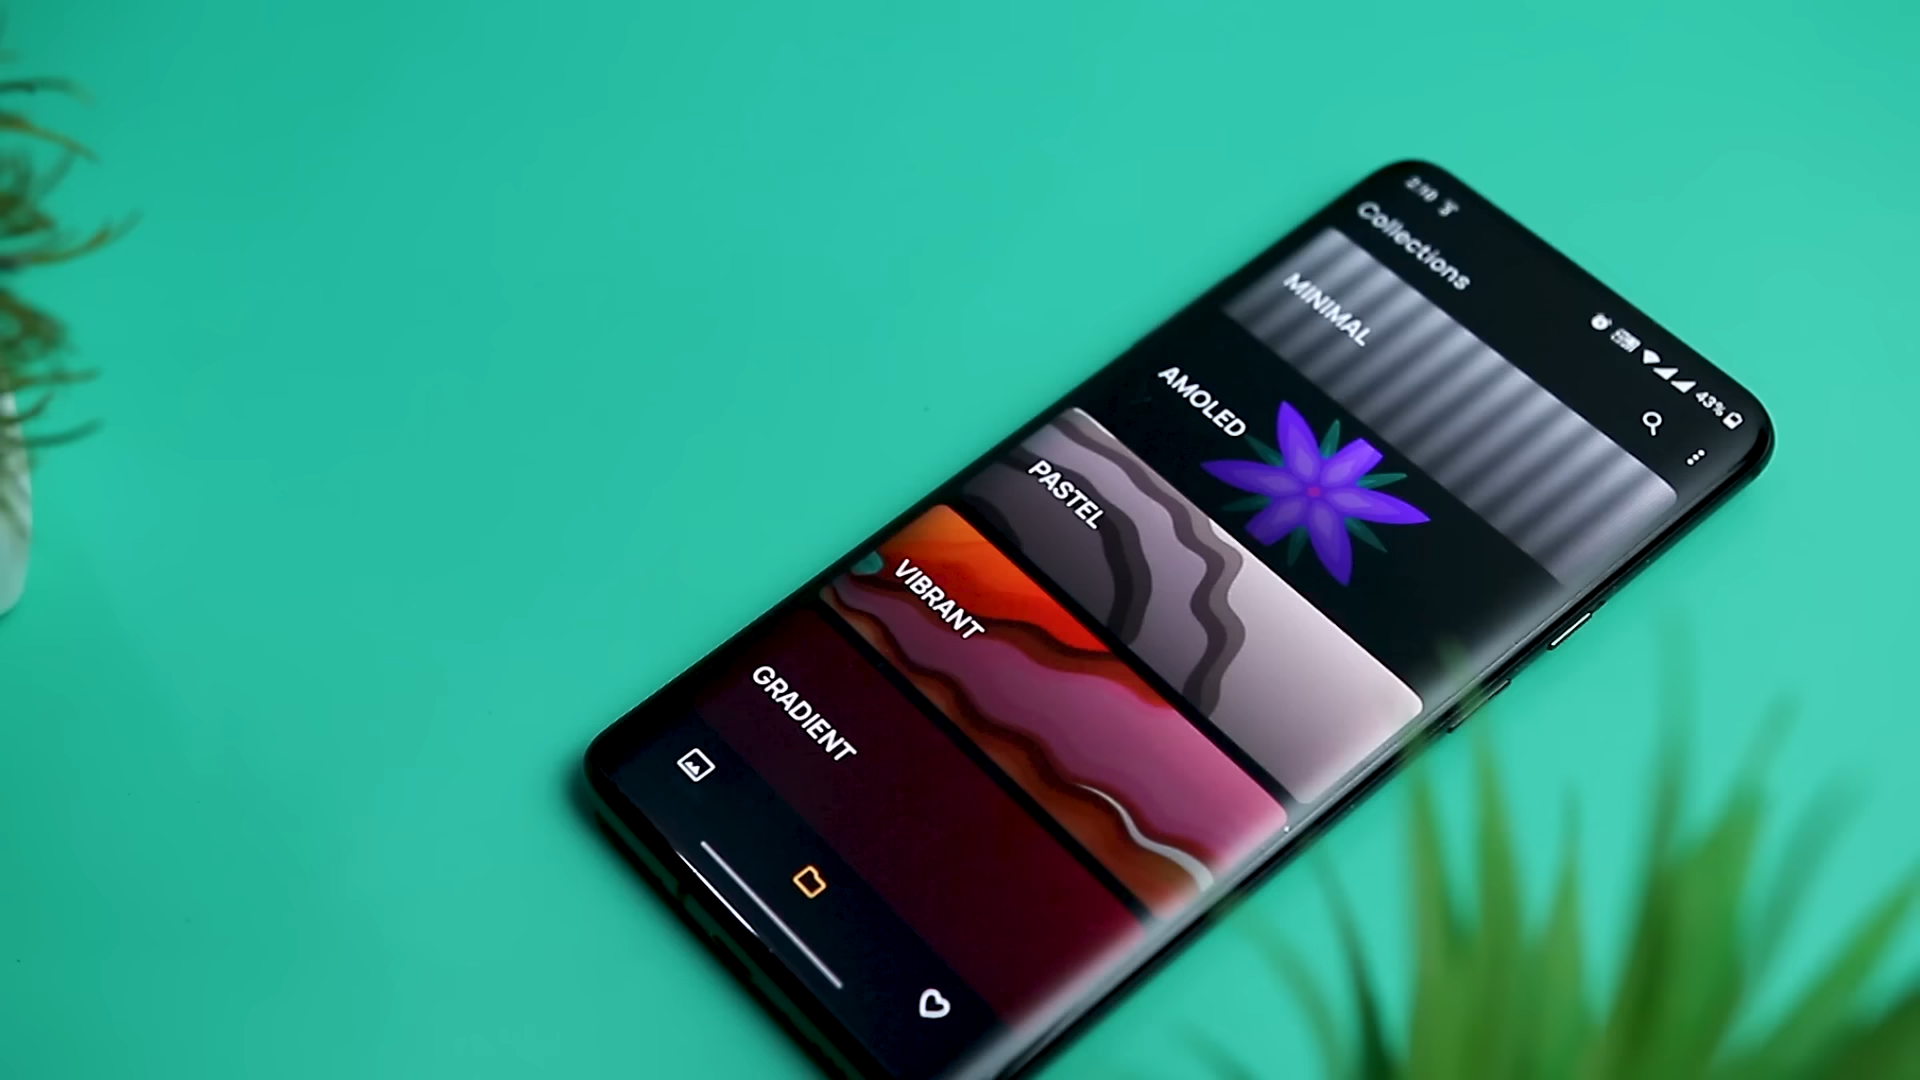 43%
Collections
MINIMAL
AMOLED
PASTEL
VIBRANT
GRADIENT